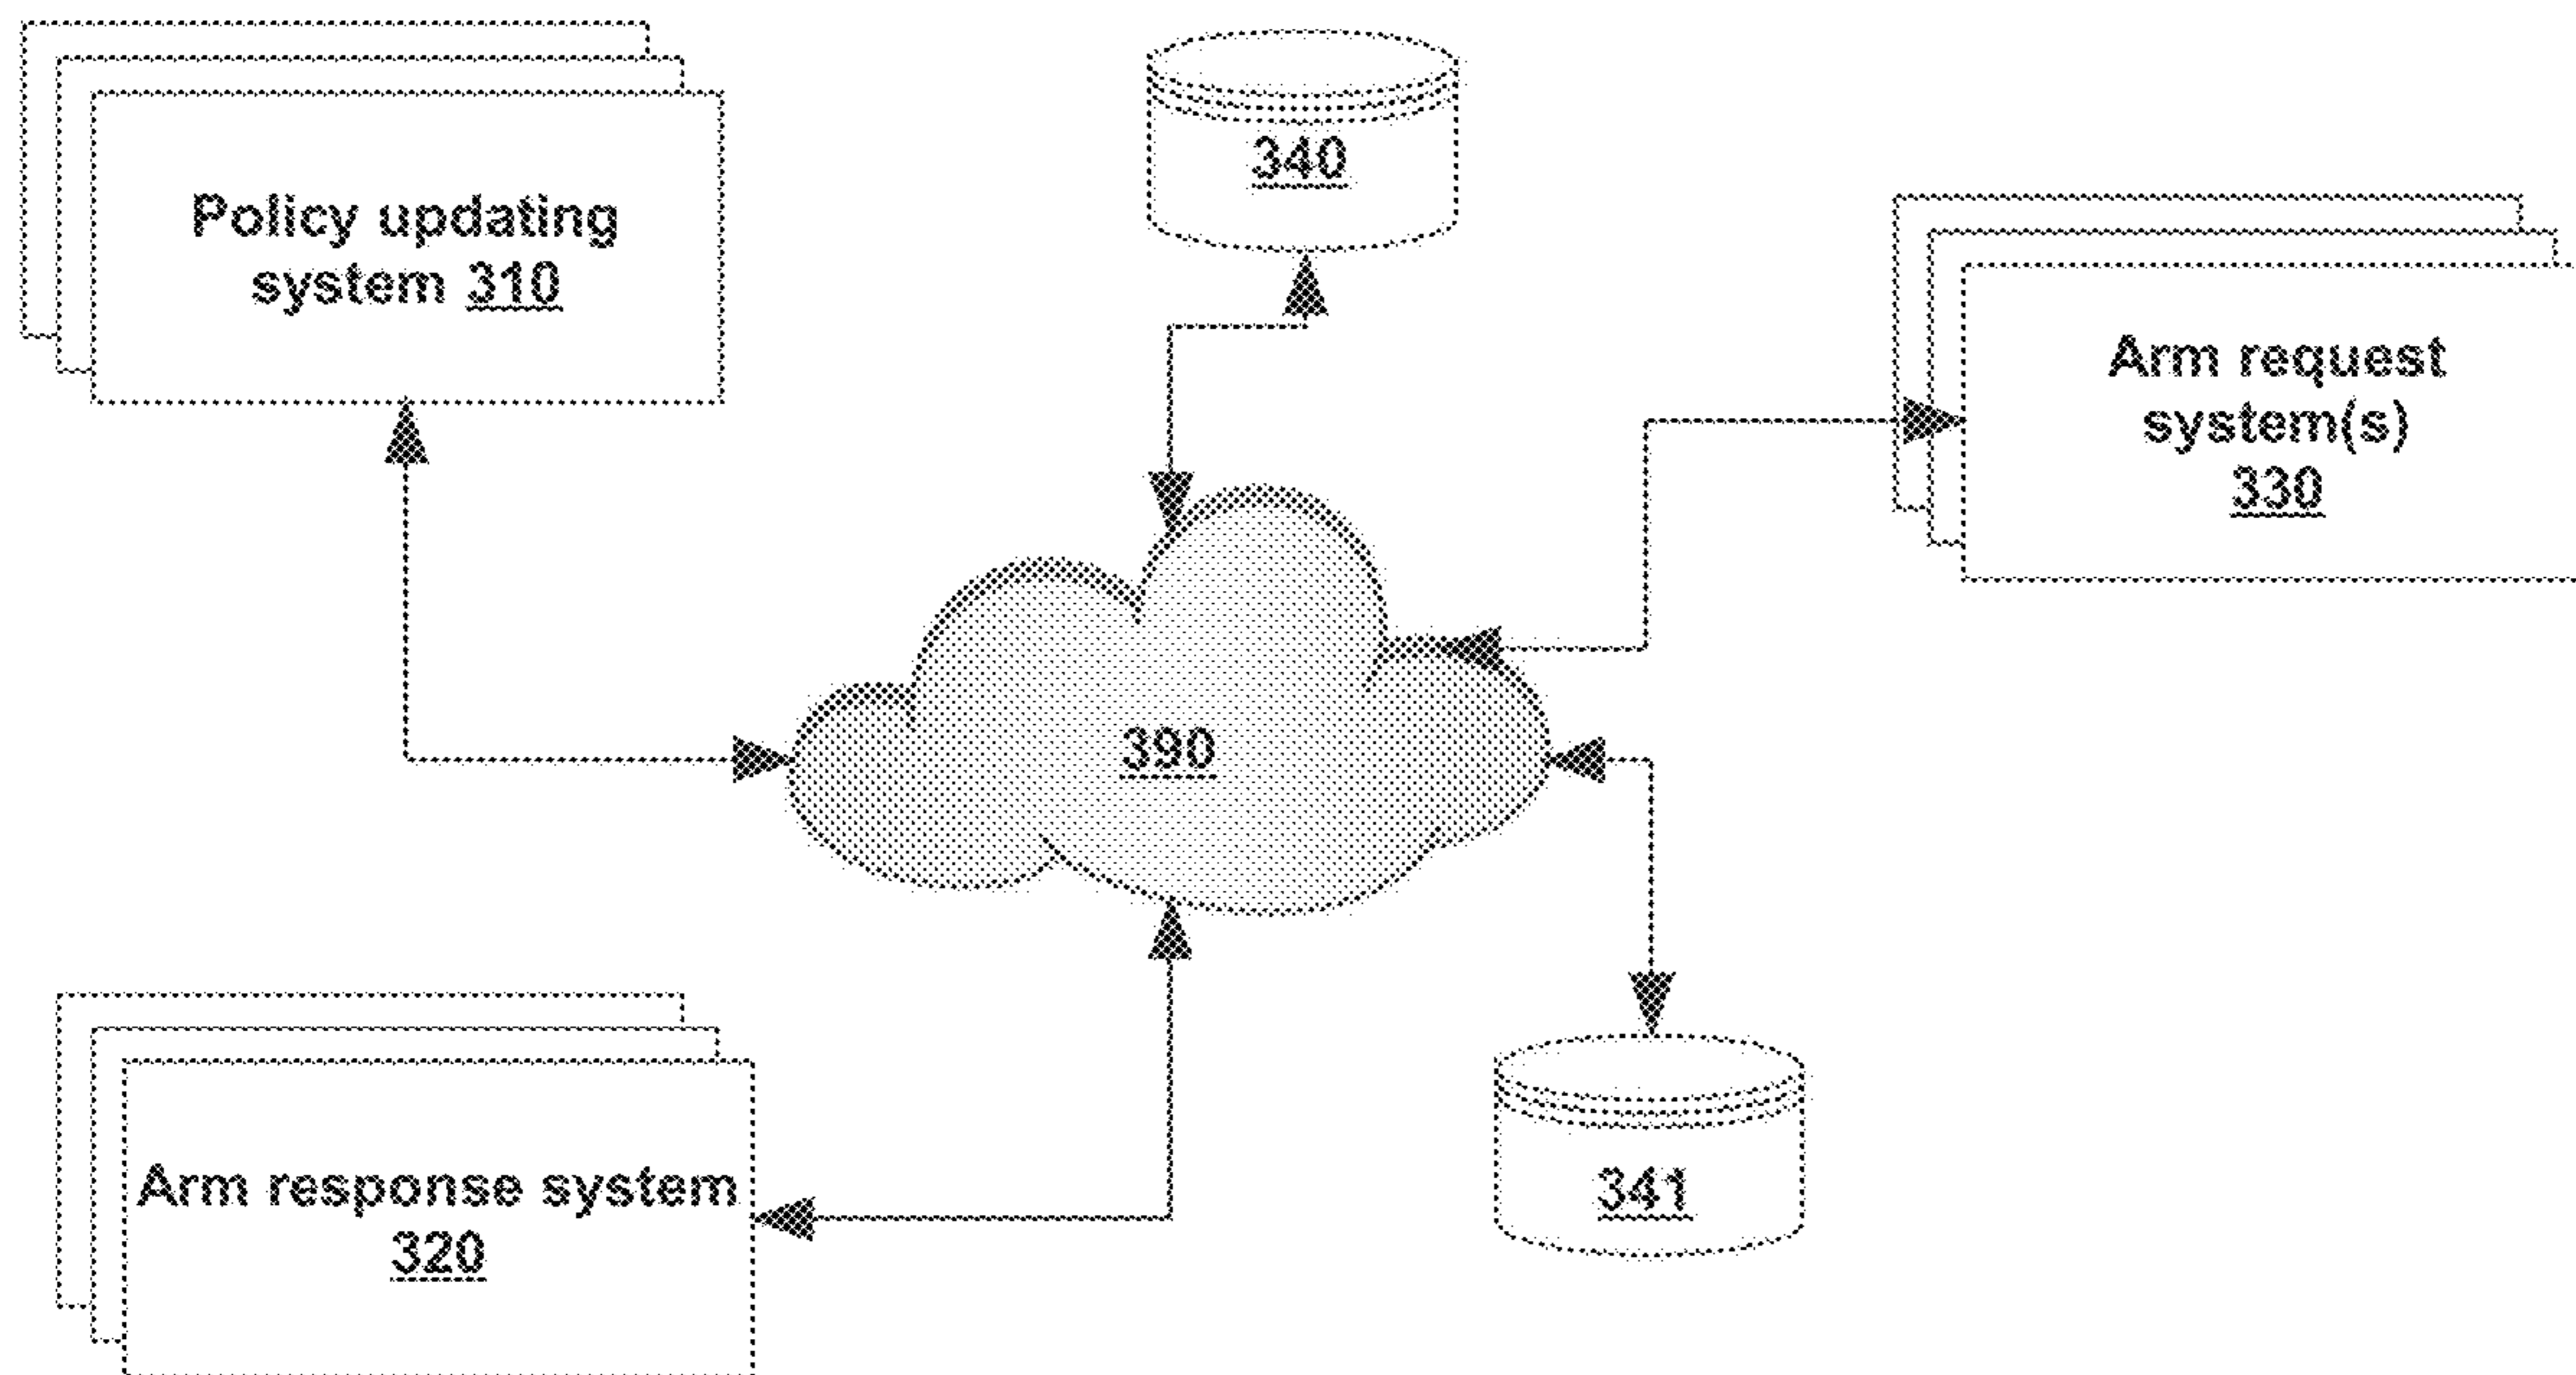 Policy updating
system 310
340
Arm request
system(s)
330
390
Arm response system
320
341